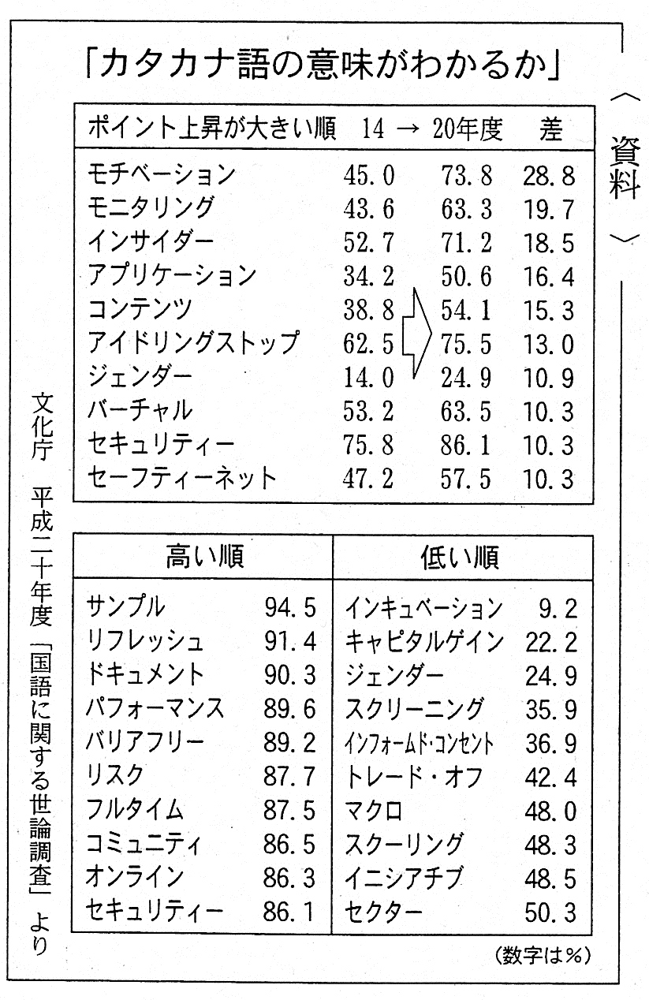 「カタカナ語の意味がわかるか」
〈資料〉
ポイント上昇が大きい順 14 → 20年度 差
モチベーション 45.0 73.8 28.8
モニタリング 43.6 63.3 19.7
インサイダー 52.7 71.2 18.5
アプリケーション 34.2 50.6 16.4
コンテンツ 38.8 54.1 15.3
アイドリングストップ 62.5 75.5 13.0
ジェンダー 14.0 24.9 10.9
バーチャル 53.2 63.5 10.3
セキュリティー 75.8 86.1 10.3
セーフティーネット 47.2 57.5 10.3
高い順 低い順
サンプル 94.5 インキュベーション 9.2
リフレッシュ 91.4 キャピタルゲイン 22.2
ドキュメント 90.3 ジェンダー 24.9
パフォーマンス 89.6 スクリーニング 35.9
バリアフリー 89.2 インフォームド・コンセント 36.9
リスク 87.7 トレード・オフ 42.4
フルタイム 87.5 マクロ 48.0
コミュニティ 86.5 スクーリング 48.3
オンライン 86.3 イニシアチブ 48.5
セキュリティー 86.1 セクター 50.3
(数字は%)
文化庁 平成二十年度「国語に関する世論調査」より